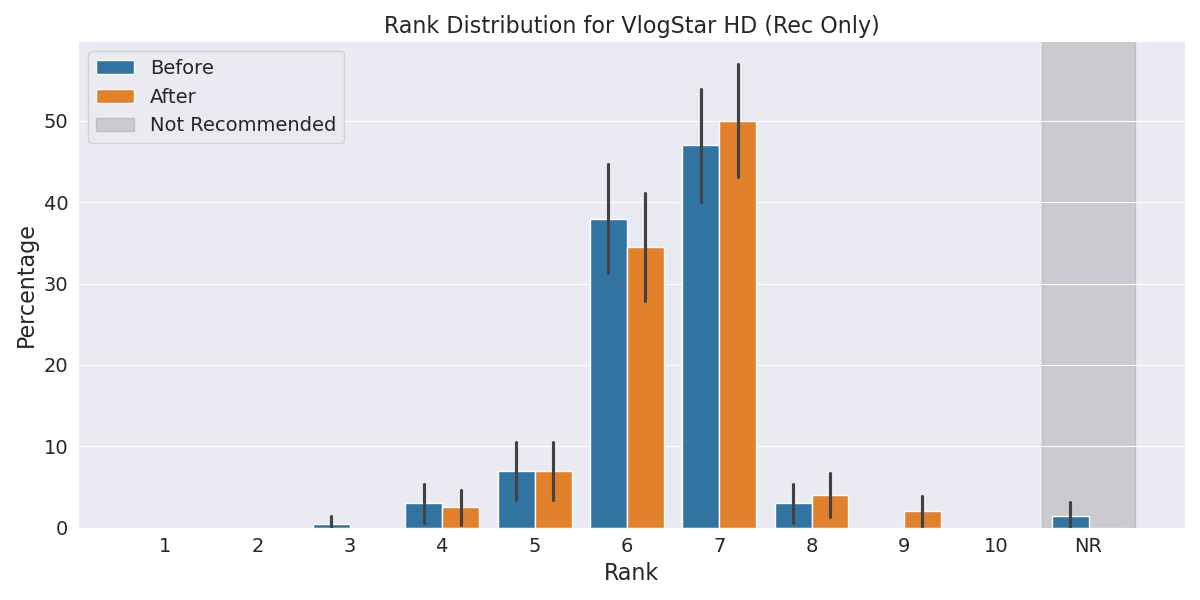 Rank Distribution for VlogStar HD (Rec Only)
Before
After
Not Recommended
Percentage
50
40
30
20
10
0
1 2 3 4 5 6 7 8 9 10 NR
Rank